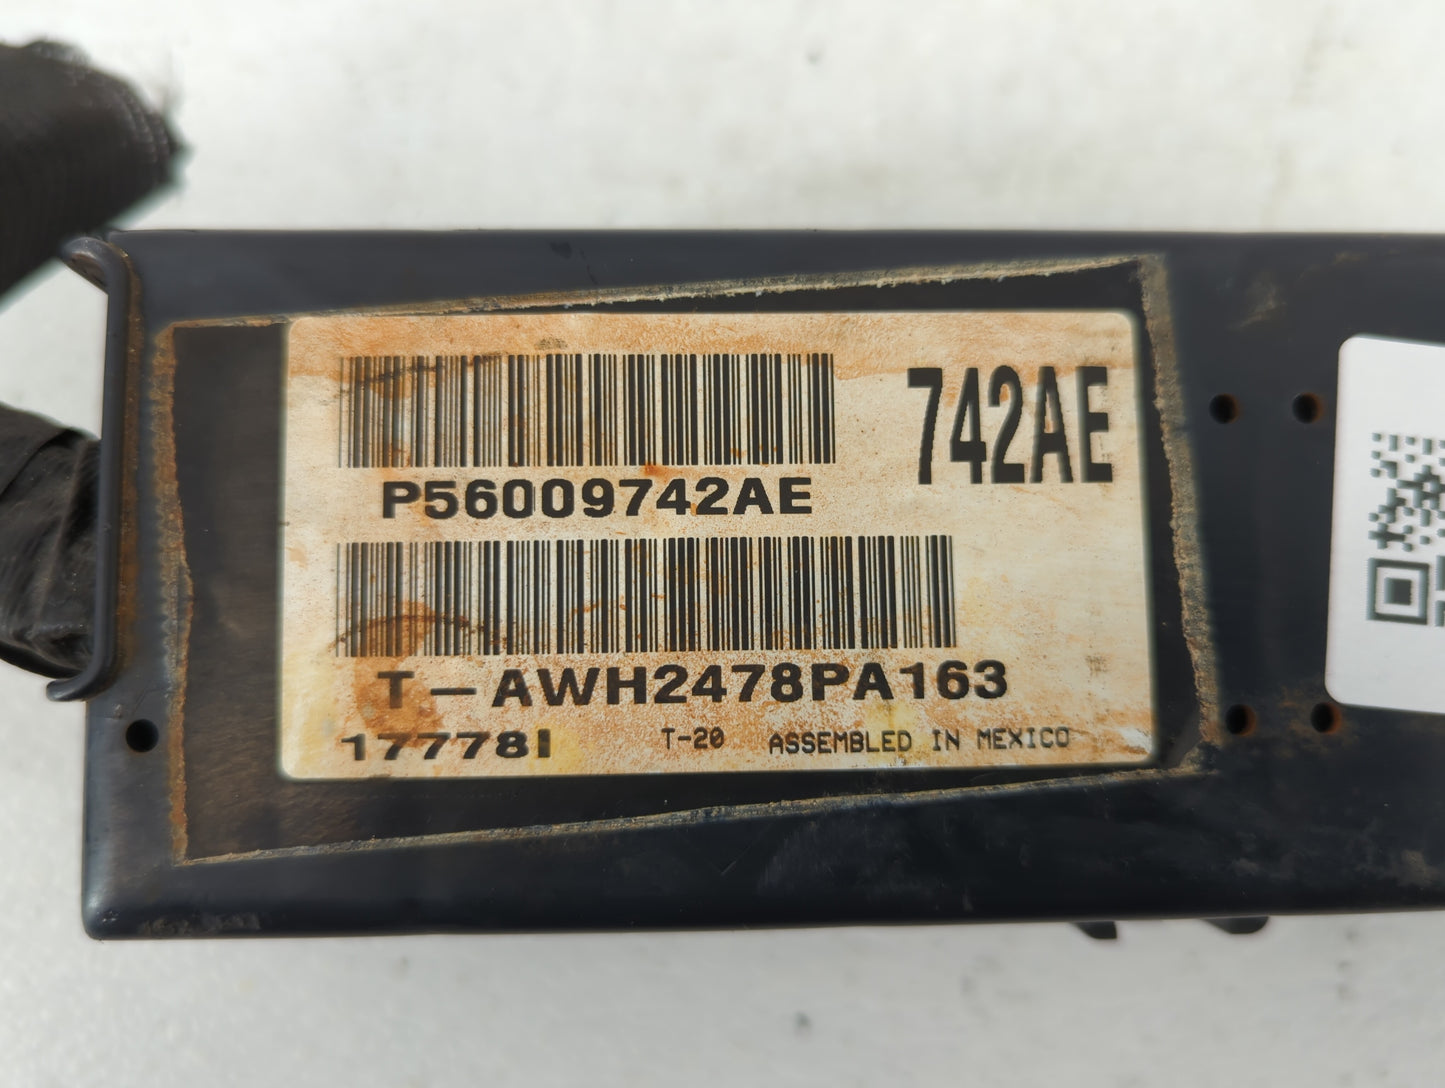 742AE
P56009742AE
T-AWH2478PA163
17778I
T-20 ASSEMBLED IN MEXICO